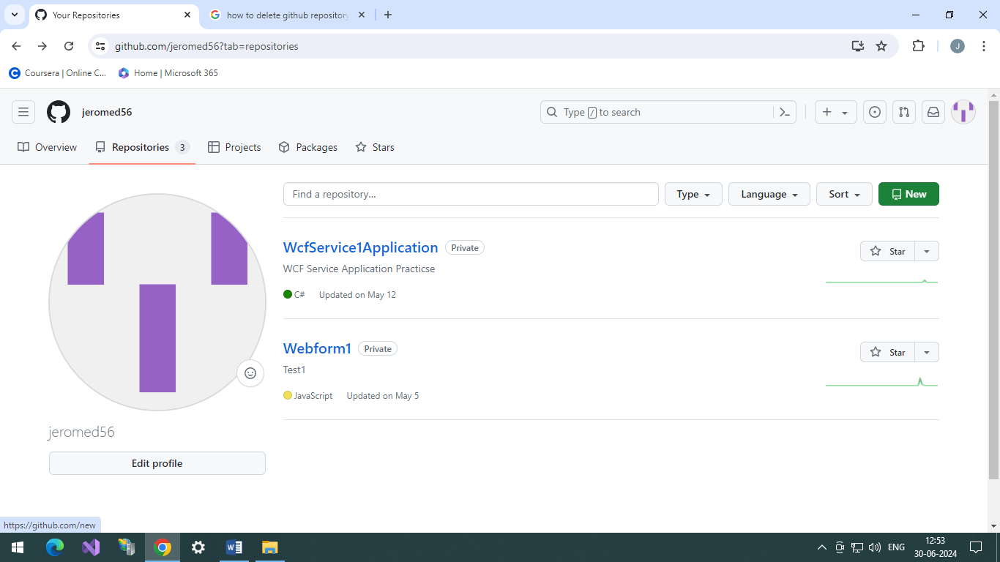 Your Repositories
how to delete github repository
github.com/jeromed56?tab=repositories
J
Coursera | Online C...
Home | Microsoft 365
jeromed56
Type / to search
Overview
Repositories 3
Projects
Packages
Stars
Find a repository...
Type
Language
Sort
New
WcfService1Application Private
Star
WCF Service Application Practicse
C# Updated on May 12
Webform1 Private
Star
Test1
JavaScript Updated on May 5
jeromed56
Edit profile
https://github.com/new
ENG
12:53
30-06-2024